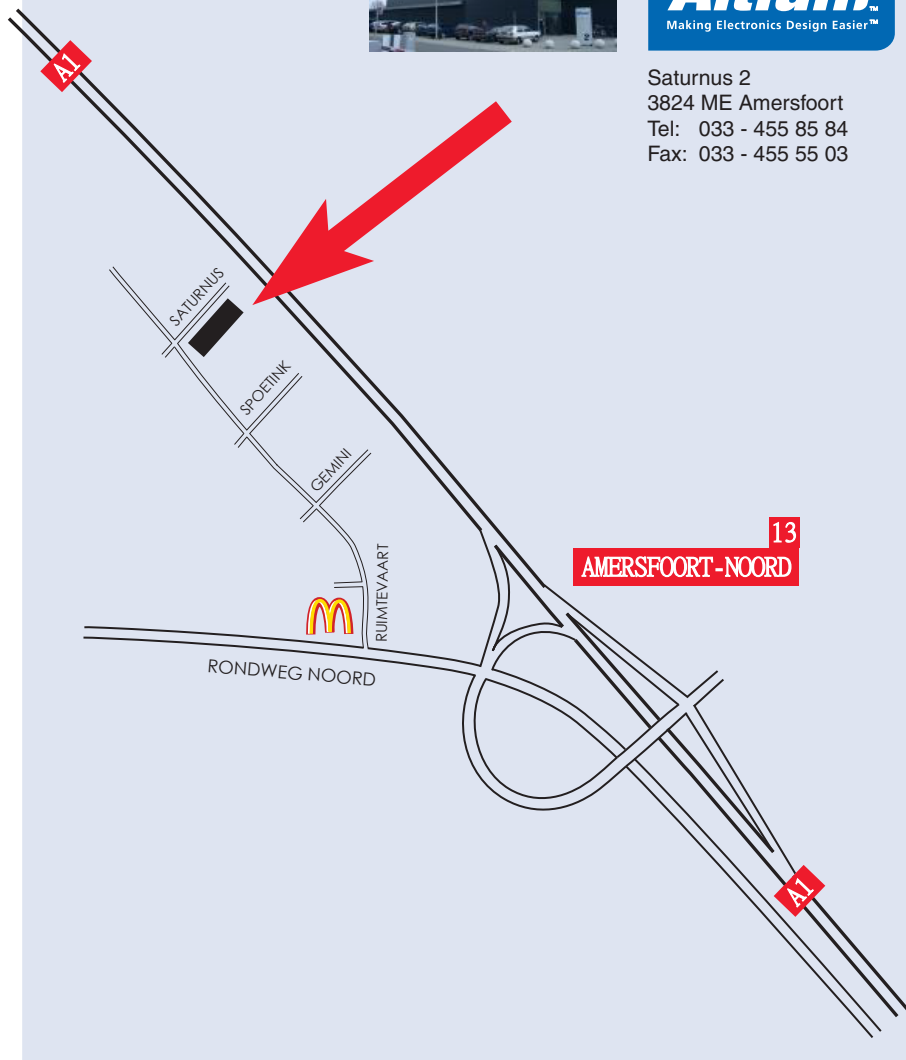 Altium™
Making Electronics Design Easier™
Saturnus 2
3824 ME Amersfoort
Tel: 033 - 455 85 84
Fax: 033 - 455 55 03
A1
SATURNUS
SPOETINK
GEMINI
13
AMERSFOORT-NOORD
RUIMTEVAART
RONDWEG NOORD
A1